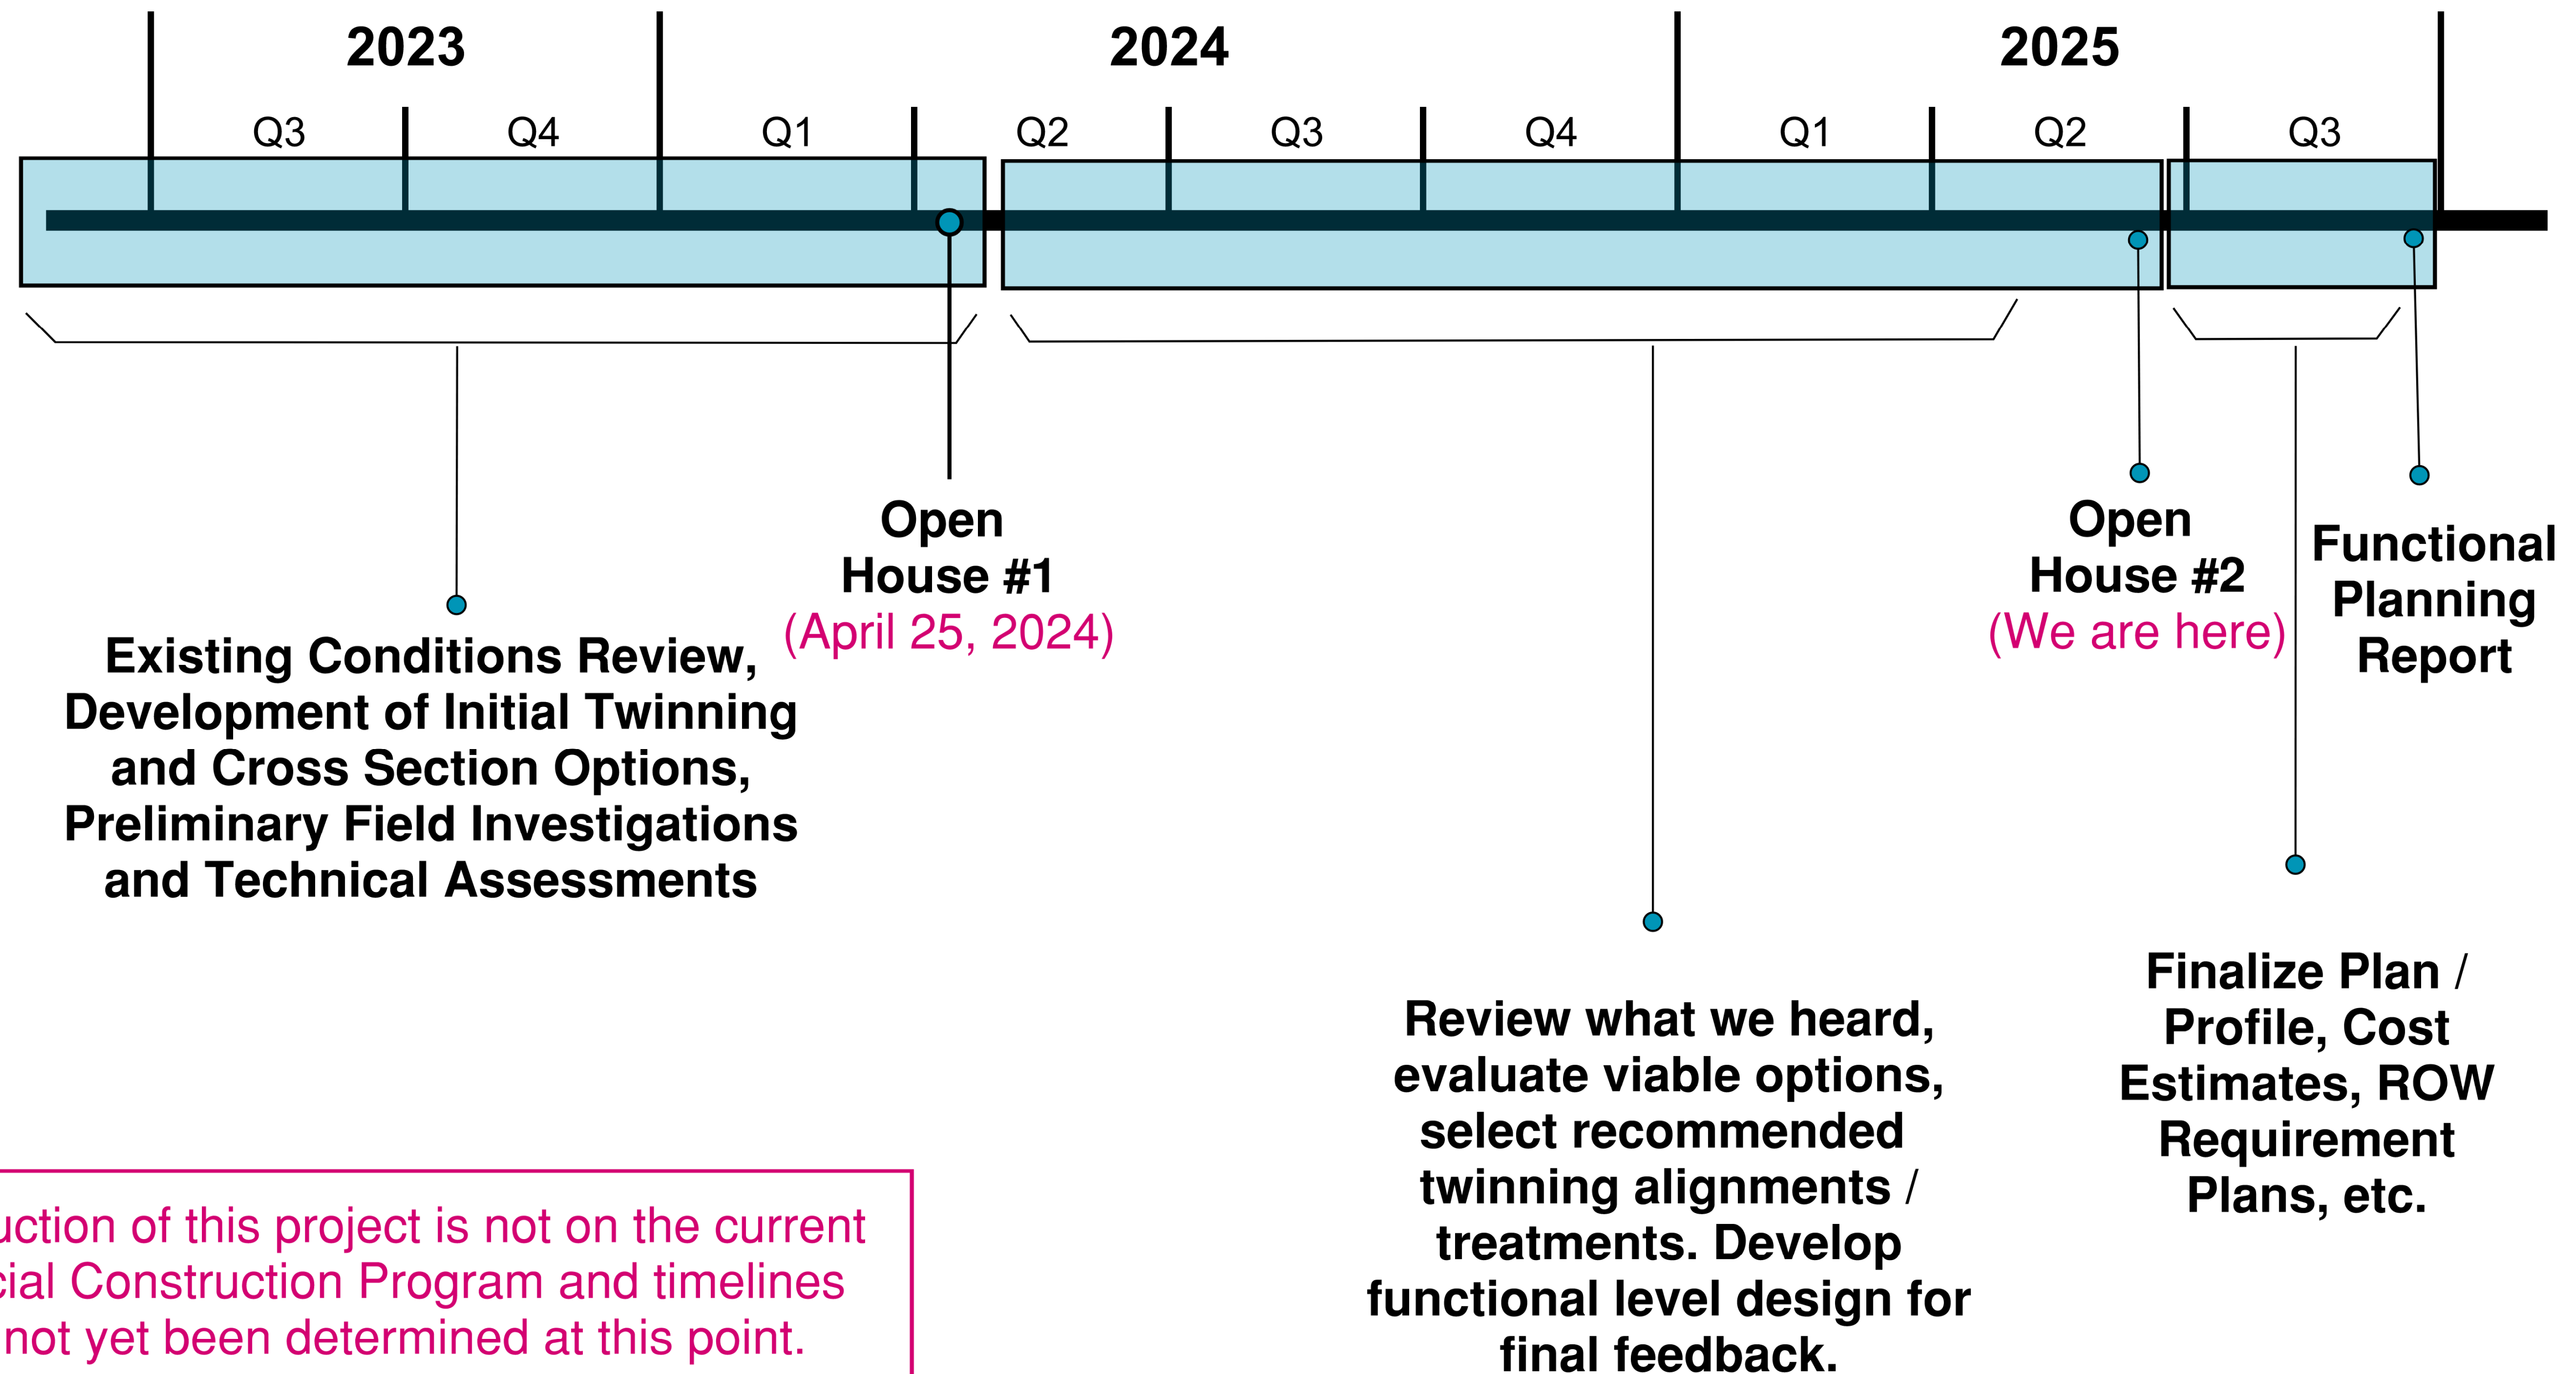 2023
2024
2025
Q3
Q4
Q1
Q2
Q3
Q4
Q1
Q2
Q3
Existing Conditions Review,
Development of Initial Twinning
and Cross Section Options,
Preliminary Field Investigations
and Technical Assessments
Open
House #1
(April 25, 2024)
Review what we heard,
evaluate viable options,
select recommended
twinning alignments /
treatments. Develop
functional level design for
final feedback.
Open
House #2
(We are here)
Finalize Plan /
Profile, Cost
Estimates, ROW
Requirement
Plans, etc.
Functional
Planning
Report
of this project is not on the current
Construction Program and timelines
not yet been determined at this point.